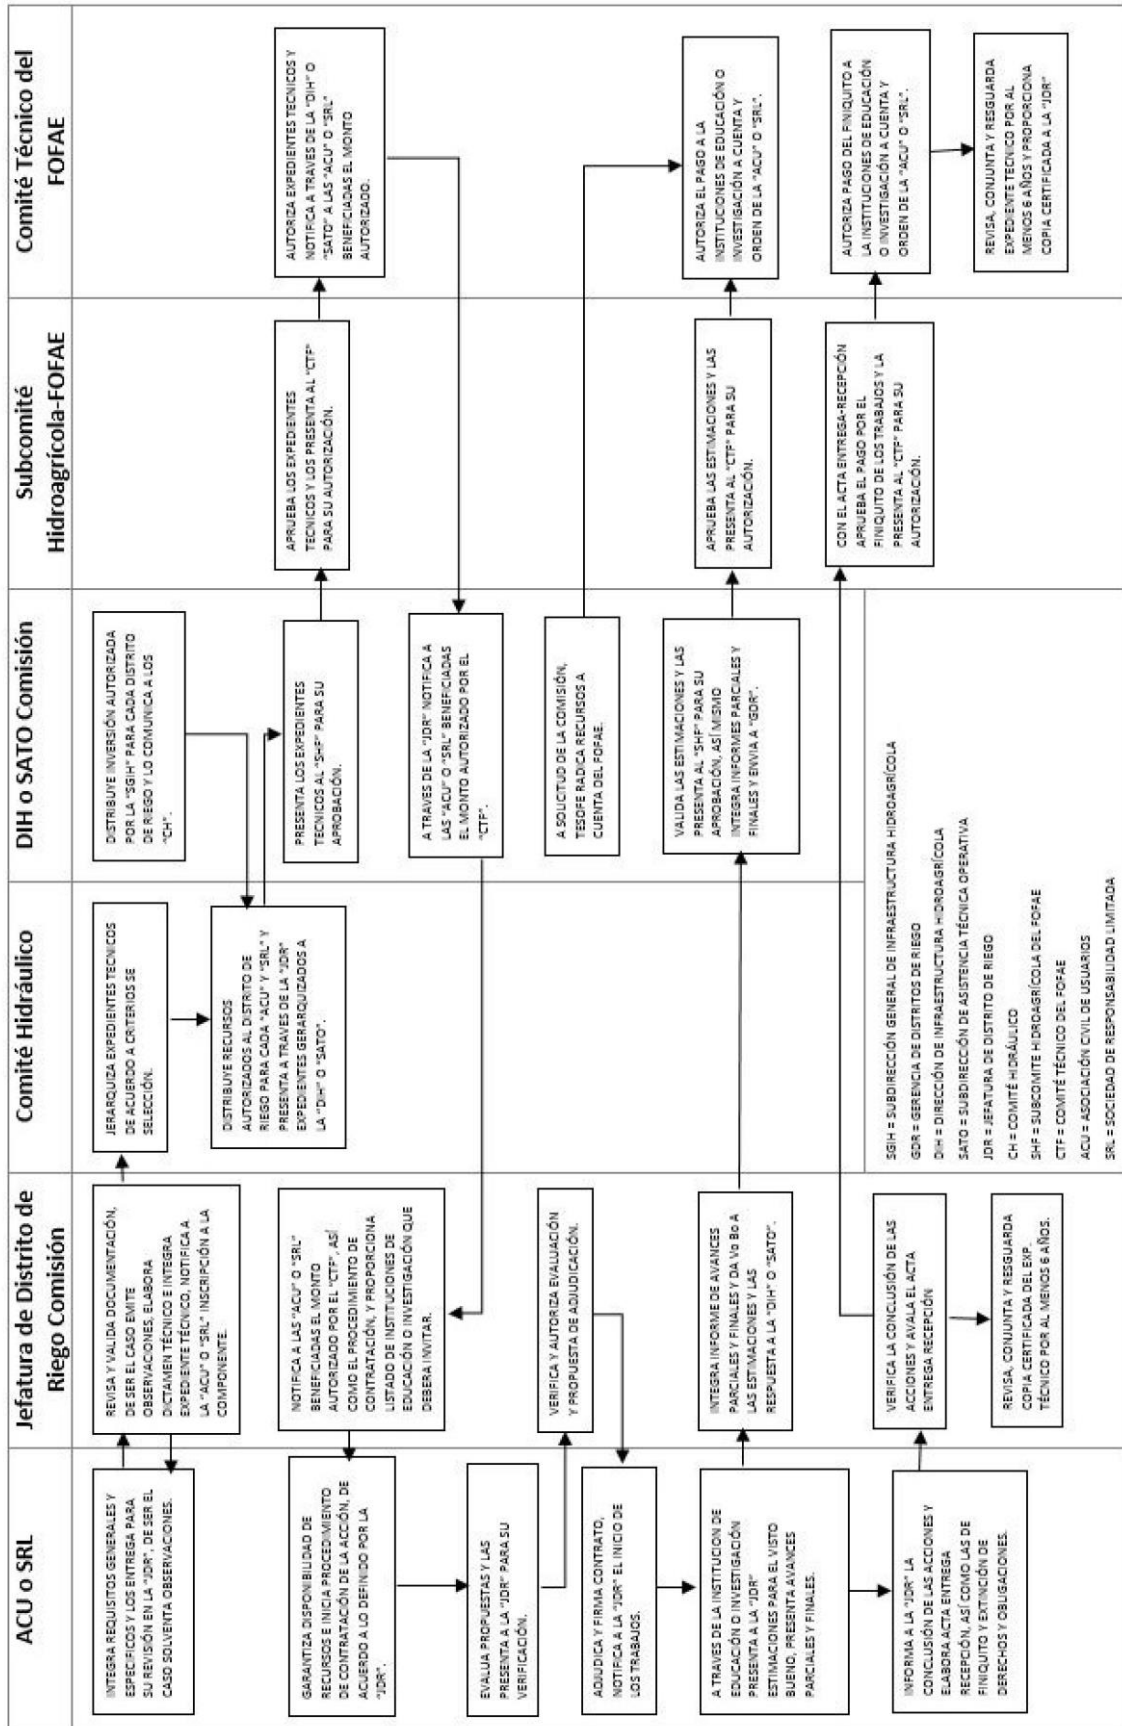 ACU o SRL
Jefatura de Distrito de
Riego Comisión
Comité Hidráulico
DIH o SATO Comisión
Subcomité
Hidroagrícola-FOFAE
Comité Técnico del
FOFAE
INTEGRA REQUISITOS GENERALES Y
ESPECIFICOS Y LOS ENTREGA PARA
SU REVISIÓN EN LA "JDR", DE SER EL
CASO SOLVENTA OBSERVACIONES.
REVISA Y VALIDA DOCUMENTACIÓN,
DE SER EL CASO EMITE
OBSERVACIONES, ELABORA
DICTAMEN TÉCNICO E INTEGRA
EXPEDIENTE TÉCNICO, NOTIFICA A
LA "ACU" O "SRL" INSCRIPCIÓN A LA
COMPONENTE.
JERARQUIZA EXPEDIENTES TECNICOS
DE ACUERDO A CRITERIOS SE
SELECCIÓN.
DISTRIBUYE INVERSIÓN AUTORIZADA
POR LA "SGIH" PARA CADA DISTRITO
DE RIEGO Y LO COMUNICA A LOS
"CH".
DISTRIBUYE RECURSOS
AUTORIZADOS AL DISTRITO DE
RIEGO PARA CADA "ACU" Y "SRL" Y
PRESENTA A TRAVES DE LA "JDR"
EXPEDIENTES GERARQUIZADOS A
LA "DIH" O "SATO".
PRESENTA LOS EXPEDIENTES
TECNICOS AL "SHF" PARA SU
APROBACIÓN.
APRUEBA LOS EXPEDIENTES
TECNICOS Y LOS PRESENTA AL "CTF"
PARA SU AUTORIZACIÓN.
AUTORIZA EXPEDIENTES TECNICOS Y
NOTIFICA A TRAVES DE LA "DIH" O
"SATO" A LAS "ACU" O "SRL"
BENEFICIADAS EL MONTO
AUTORIZADO.
A TRAVES DE LA "JDR" NOTIFICA A
LAS "ACU" O "SRL" BENEFICIADAS
EL MONTO AUTORIZADO POR EL
"CTF".
NOTIFICA A LAS "ACU" O "SRL"
BENEFICIADAS EL MONTO
AUTORIZADO POR EL "CTF", ASÍ
COMO EL PROCEDIMIENTO DE
CONTRATACIÓN, Y PROPORCIONA
LISTADO DE INSTITUCIONES DE
EDUCACIÓN O INVESTIGACIÓN QUE
DEBERA INVITAR.
GARANTIZA DISPONIBILIDAD DE
RECURSOS E INICIA PROCEDIMIENTO
DE CONTRATACIÓN DE LA ACCIÓN, DE
ACUERDO A LO DEFINIDO POR LA
"JDR".
EVALUA PROPUESTAS Y LAS
PRESENTA A LA "JDR" PARA SU
VERIFICACIÓN.
VERIFICA Y AUTORIZA EVALUACIÓN
Y PROPUESTA DE ADJUDICACIÓN.
ADJUDICA Y FIRMA CONTRATO,
NOTIFICA A LA "JDR" EL INICIO DE
LOS TRABAJOS.
A SOLICITUD DE LA COMISIÓN,
TESOFE RADICA RECURSOS A
CUENTA DEL FOFAE.
A TRAVES DE LA INSTITUCION DE
EDUCACIÓN O INVESTIGACIÓN
PRESENTA A LA "JDR"
ESTIMACIONES PARA EL VISTO
BUENO, PRESENTA AVANCES
PARCIALES Y FINALES.
INTEGRA INFORME DE AVANCES
PARCIALES Y FINALES Y DA Vo Bo A
LAS ESTIMACIONES Y LAS
RESPUESTA A LA "DIH" O "SATO".
VALIDA LAS ESTIMACIONES Y LAS
PRESENTA AL "SHF" PARA SU
APROBACIÓN, ASÍ MISMO
INTEGRA INFORMES PARCIALES Y
FINALES Y ENVIA A "GDR".
APRUEBA LAS ESTIMACIONES Y LAS
PRESENTA AL "CTF" PARA SU
AUTORIZACIÓN.
AUTORIZA EL PAGO A LA
INSTITUCIONES DE EDUCACIÓN O
INVESTIGACIÓN A CUENTA Y
ORDEN DE LA "ACU" O "SRL".
INFORMA A LA "JDR" LA
CONCLUSIÓN DE LAS ACCIONES Y
ELABORA ACTA ENTREGA
RECEPCIÓN, ASÍ COMO LAS DE
FINIQUITO Y EXTINCIÓN DE
DERECHOS Y OBLIGACIONES.
VERIFICA LA CONCLUSIÓN DE LAS
ACCIONES Y AVALA EL ACTA
ENTREGA RECEPCIÓN
CON EL ACTA ENTREGA-RECEPCIÓN
APRUEBA EL PAGO POR EL
FINIQUITO DE LOS TRABAJOS Y LA
PRESENTA AL "CTF" PARA SU
AUTORIZACIÓN.
AUTORIZA PAGO DEL FINIQUITO A
LA INSTITUCIONES DE EDUCACIÓN
O INVESTIGACIÓN A CUENTA Y
ORDEN DE LA "ACU" O "SRL".
REVISA, CONJUNTA Y RESGUARDA
COPIA CERTIFICADA DEL EXP.
TÉCNICO POR AL MENOS 6 AÑOS.
REVISA, CONJUNTA Y RESGUARDA
EXPEDIENTE TECNICO POR AL
MENOS 6 AÑOS Y PROPORCIONA
COPIA CERTIFICADA A LA "JDR"
SGIH = SUBDIRECCIÓN GENERAL DE INFRAESTRUCTURA HIDROAGRÍCOLA
GDR = GERENCIA DE DISTRITOS DE RIEGO
DIH = DIRECCIÓN DE INFRAESTRUCTURA HIDROAGRÍCOLA
SATO = SUBDIRECCIÓN DE ASISTENCIA TÉCNICA OPERATIVA
JDR = JEFATURA DE DISTRITO DE RIEGO
CH = COMITÉ HIDRÁULICO
SHF = SUBCOMITE HIDROAGRÍCOLA DEL FOFAE
CTF = COMITÉ TÉCNICO DEL FOFAE
ACU = ASOCIACIÓN CIVIL DE USUARIOS
SRL = SOCIEDAD DE RESPONSABILIDAD LIMITADA